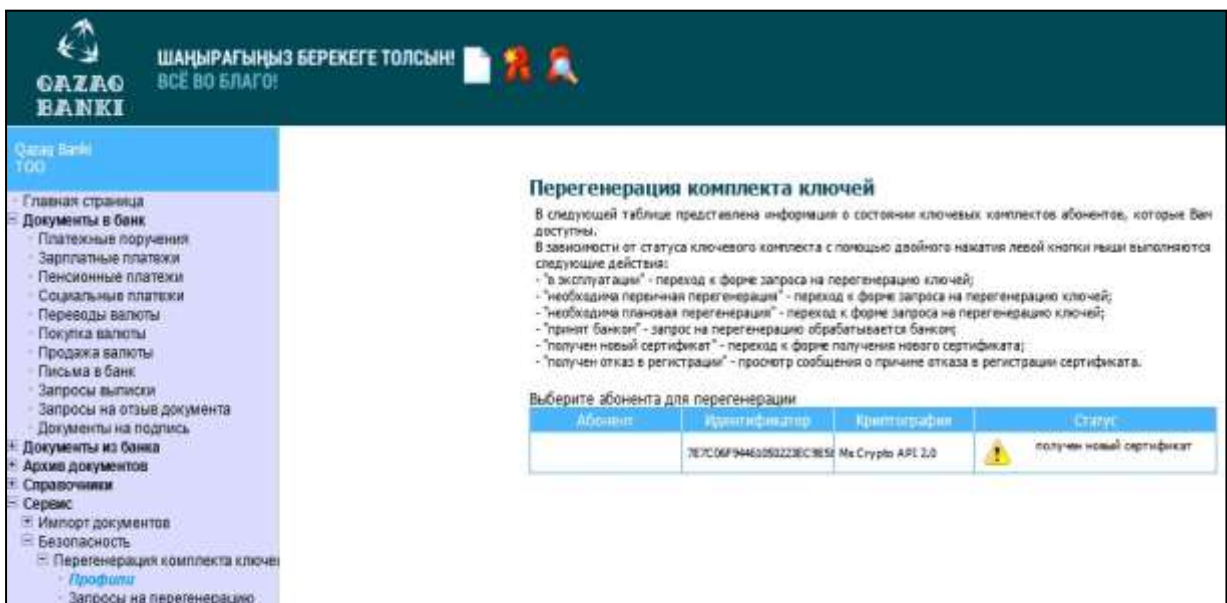 QAZAQ
BANKI
ШАҢЫРАҒЫҢЫЗ БЕРЕКЕГЕ ТОЛСЫН!
ВСЁ ВО БЛАГО!
Qazaq Banki
ТОО
Главная страница
Документы в банк
Платежные поручения
Зарплатные платежи
Пенсионные платежи
Социальные платежи
Переводы валюты
Покупка валюты
Продажа валюты
Письма в банк
Запросы выписки
Запросы на отзыв документа
Документы на подпись
Документы из банка
Архив документов
Справочники
Сервис
Импорт документов
Безопасность
Перегенерация комплекта ключе
Профили
Запросы на перегенерацию
Перегенерация комплекта ключей
В следующей таблице представлена информация о состоянии ключевых комплектов абонентов, которые Вам
доступны.
В зависимости от статуса ключевого комплекта с помощью двойного нажатия левой кнопки мыши выполняются
следующие действия:
- "в эксплуатации" - переход к форме запроса на перегенерацию ключей;
- "необходима первичная перегенерация" - переход к форме запроса на перегенерацию ключей;
- "необходима плановая перегенерация" - переход к форме запроса на перегенерацию ключей;
- "принят банком" - запрос на перегенерацию обрабатывается банком;
- "получен новый сертификат" - переход к форме получения нового сертификата;
- "получен отказ в регистрации" - просмотр сообщения о причине отказа в регистрации сертификата.
Выберите абонента для перегенерации
Абонент Идентификатор Криптография Статус
Ms Crypto API 2.0 получен новый сертификат